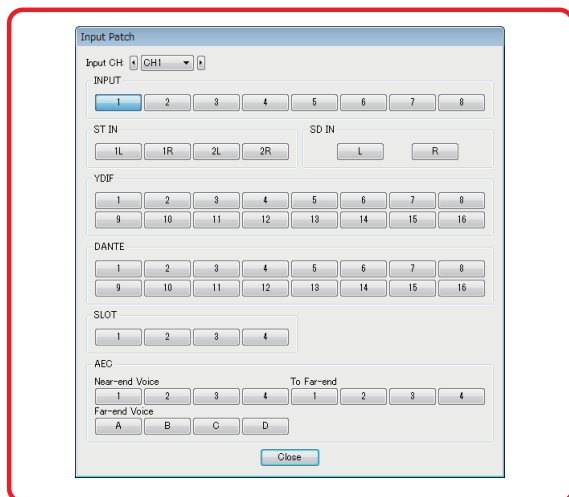 Input Patch
Input CH: CH1
INPUT
1 2 3 4 5 6 7 8
ST IN SD IN
1L 1R 2L 2R L R
YDIF
1 2 3 4 5 6 7 8
9 10 11 12 13 14 15 16
DANTE
1 2 3 4 5 6 7 8
9 10 11 12 13 14 15 16
SLOT
1 2 3 4
AEC
Near-end Voice To Far-end
1 2 3 4 1 2 3 4
Far-end Voice
A B C D
Close